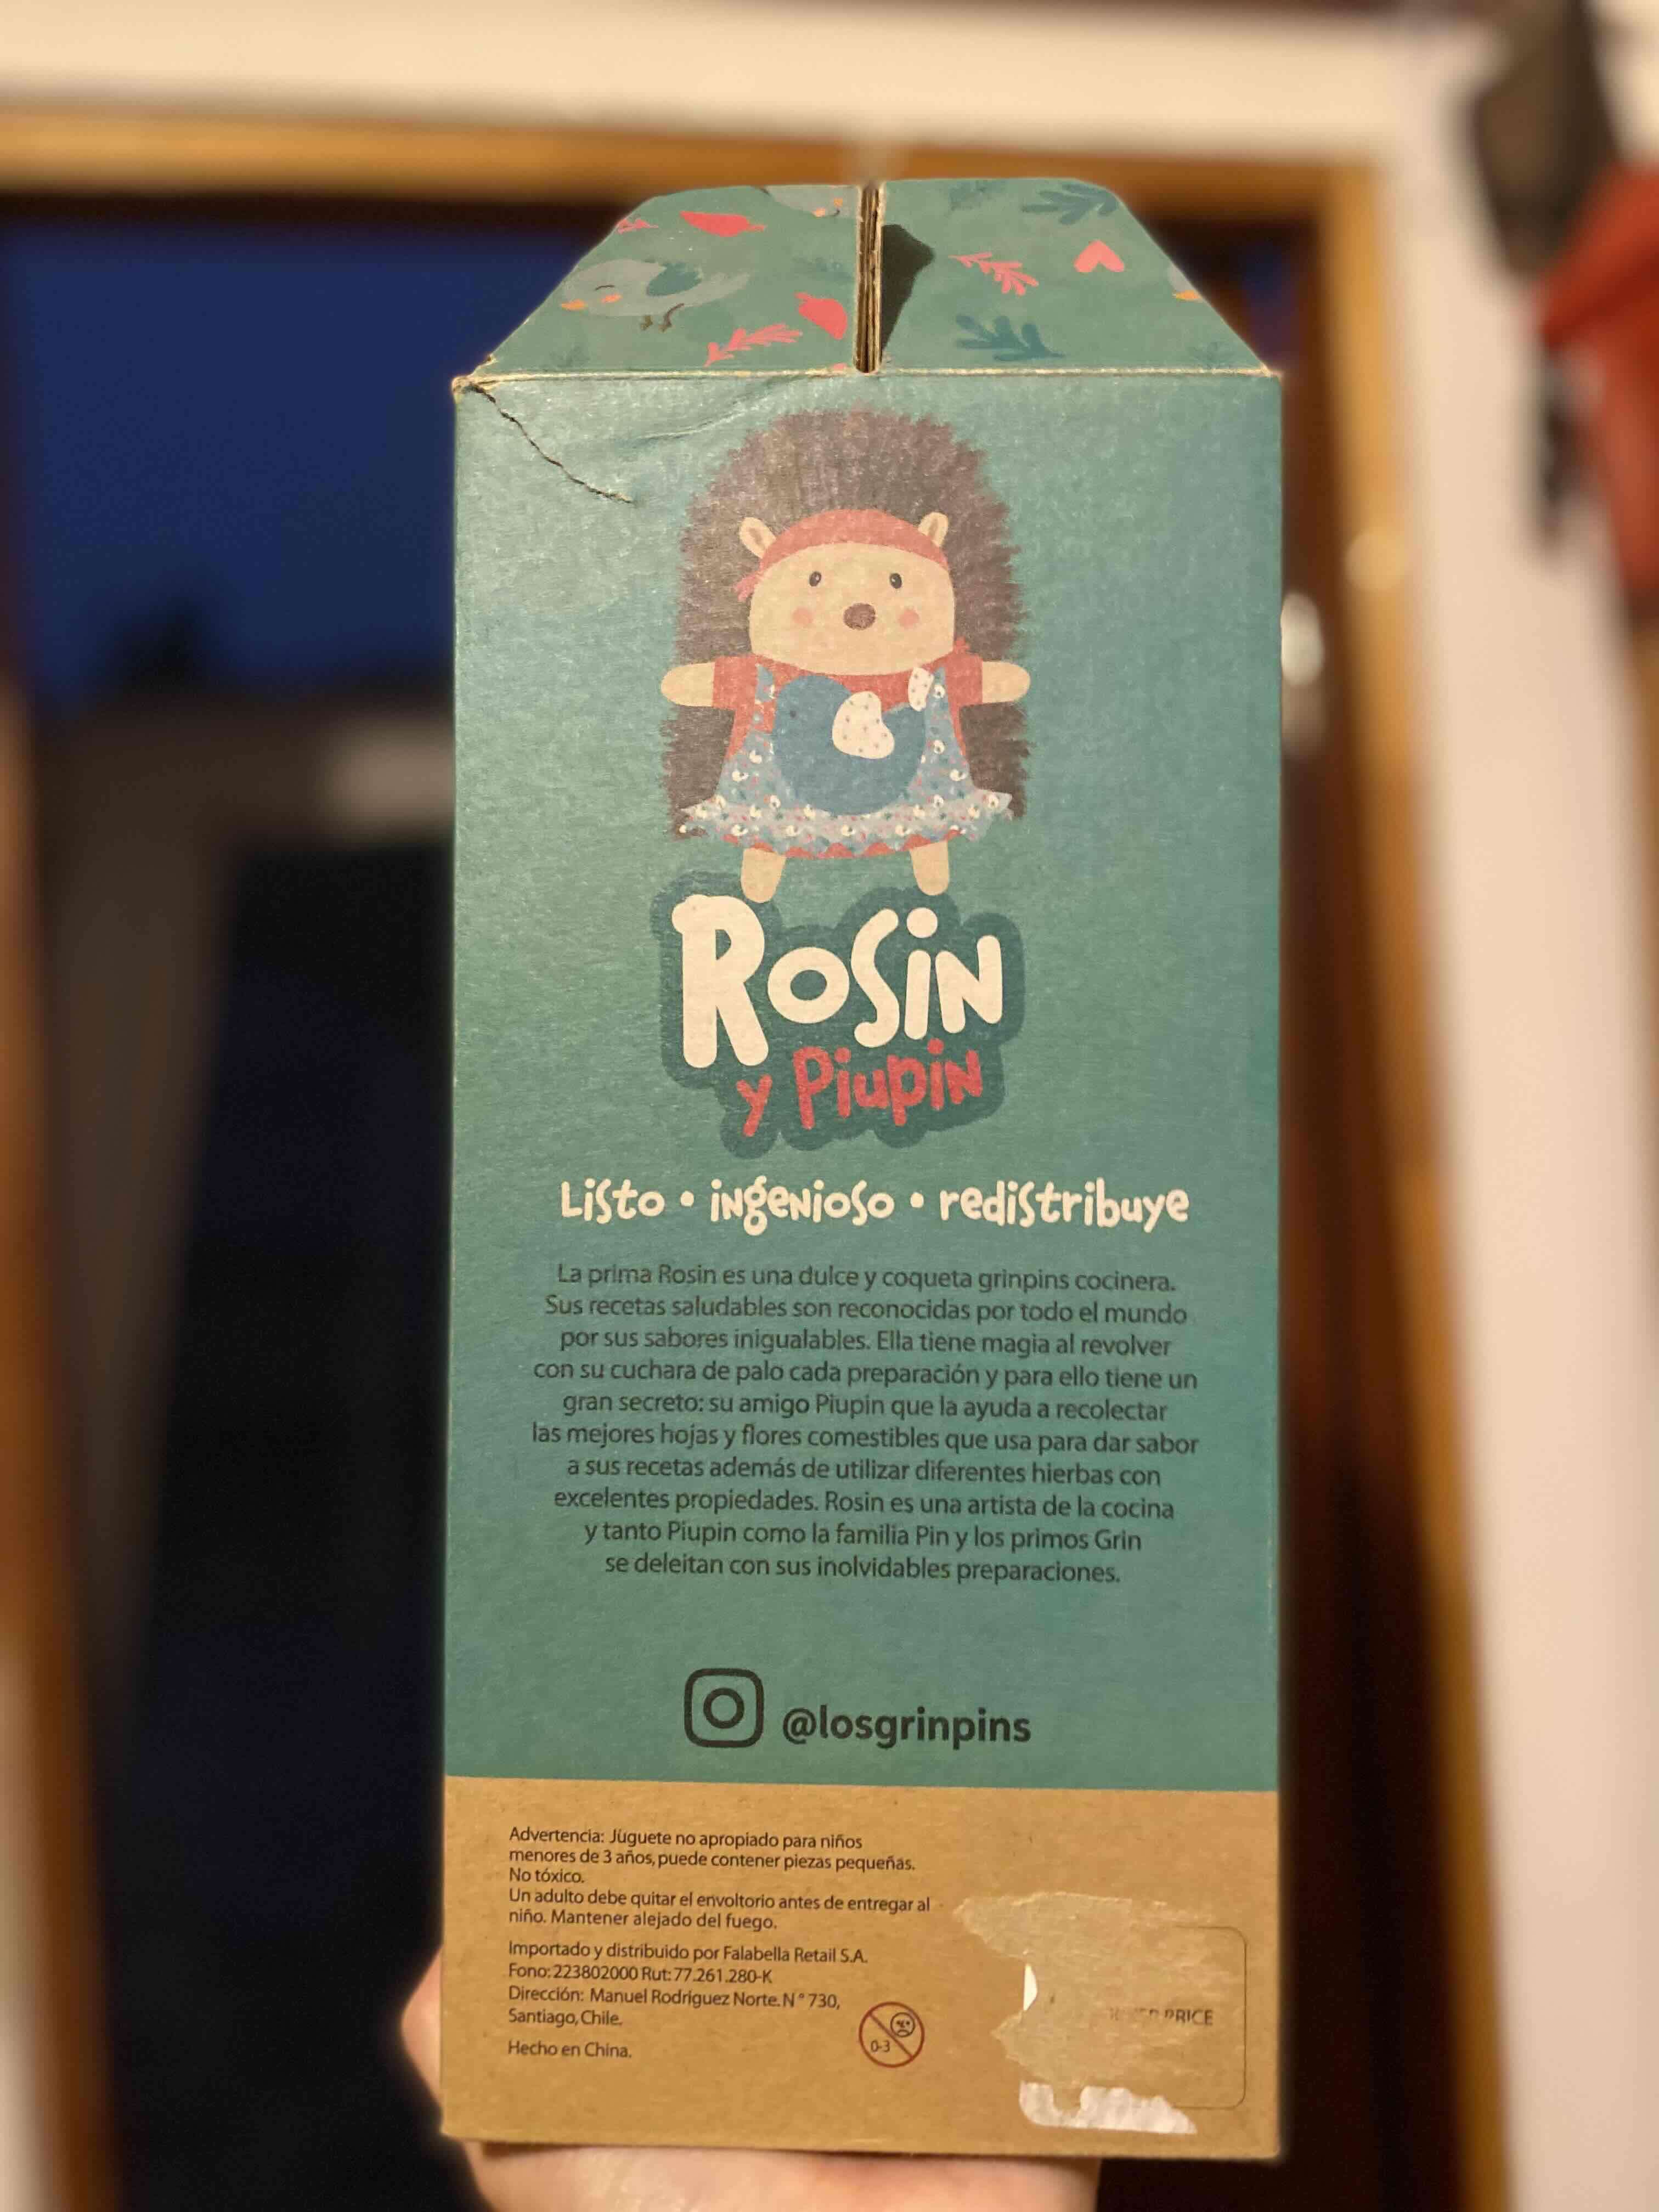 Rosin
y Piupin
Listo • ingenioso • redistribuye
La prima Rosin es una dulce y coqueta grinpins cocinera.
Sus recetas saludables son reconocidas por todo el mundo
por sus sabores inigualables. Ella tiene magia al revolver
con su cuchara de palo cada preparación y para ello tiene un
gran secreto: su amigo Piupin que la ayuda a recolectar
las mejores hojas y flores comestibles que usa para dar sabor
a sus recetas además de utilizar diferentes hierbas con
excelentes propiedades. Rosin es una artista de la cocina
y tanto Piupin como la familia Pin y los primos Grin
se deleitan con sus inolvidables preparaciones.
@losgrinpins
Advertencia: Juguete no apropiado para niños
menores de 3 años, puede contener piezas pequeñas.
No tóxico.
Un adulto debe quitar el envoltorio antes de entregar al
niño. Mantener alejado del fuego.
Importado y distribuido por Falabella Retail S.A.
Fono: 223802000 Rut: 77.261.280-K
Dirección: Manuel Rodríguez Norte. N° 730,
Santiago, Chile.
Hecho en China.
0-3
PRICE